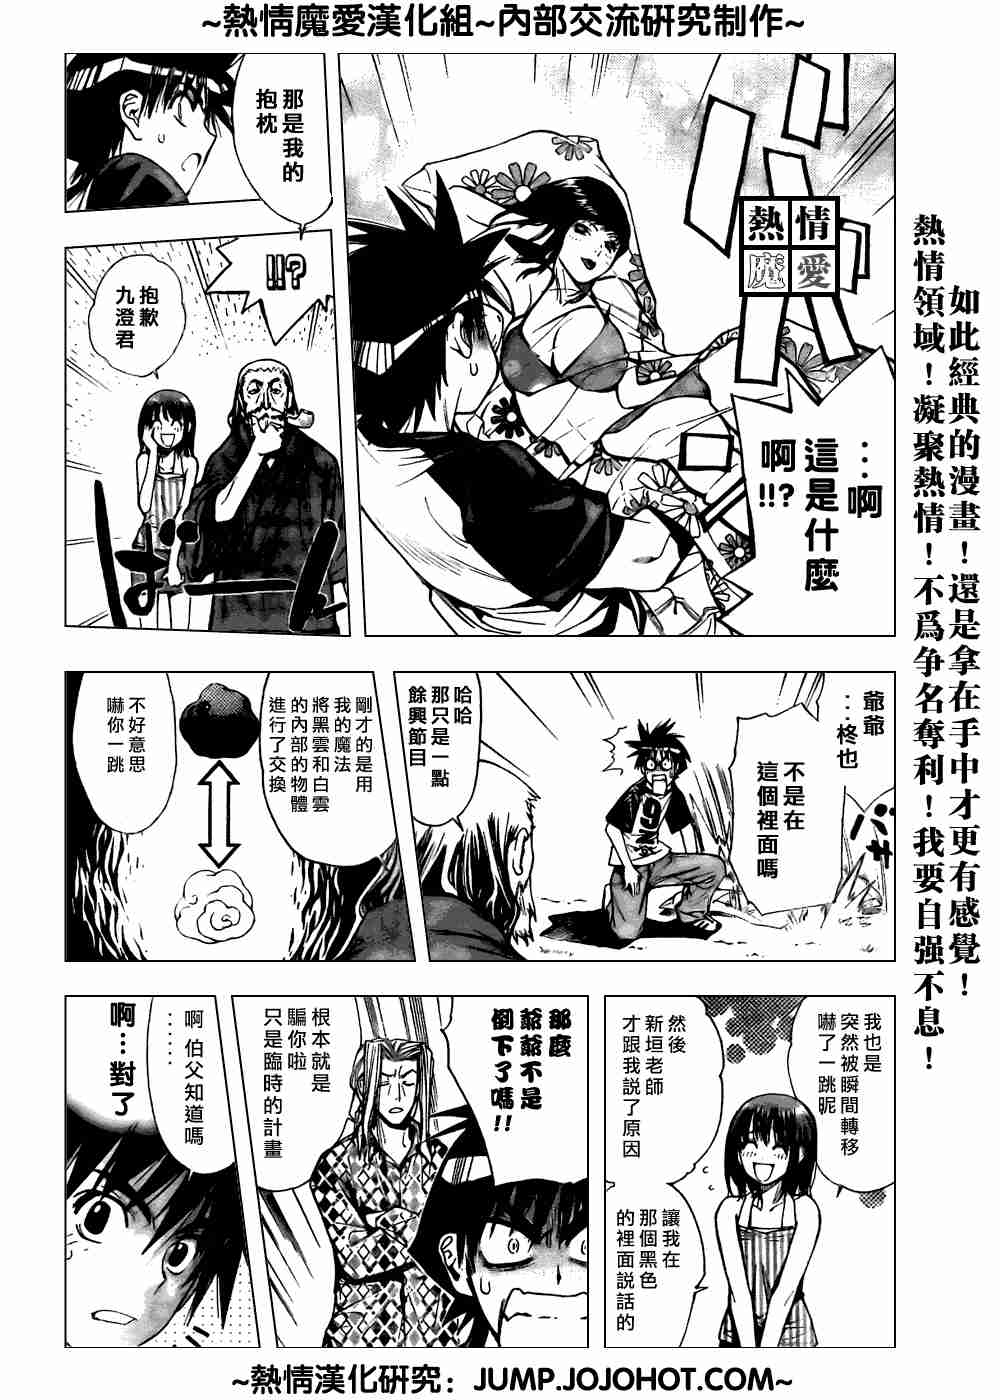 ~熱情魔愛漢化組~內部交流研究制作~
如此經典的漫畫！還是拿在手中才更有感覺！
熱情領域！凝聚熱情！不爲争名奪利！我要自强不息！
熱情
魔愛
…啊
這是什麼
啊!!?
那是我的
抱枕
!!?
抱歉
九澄君
ばーん
爺爺
…柊也
不是在
這個裡面嗎
哈哈
那只是一點
餘興節目
剛才的是用
我的魔法
將黑雲和白雲
的內部的物體
進行了交換
不好意思
嚇你一跳
我也是
突然被瞬間轉移
嚇了一跳呢
然後
新垣老師
才跟我說了原因
讓我在
那個黑色
的裡面說話的
那麼
爺爺不是
倒下了嗎!!
根本就是
騙你啦
只是臨時的計畫
啊 伯父知道嗎
……
啊…對了
~熱情漢化研究：JUMP.JOJOHOT.COM~